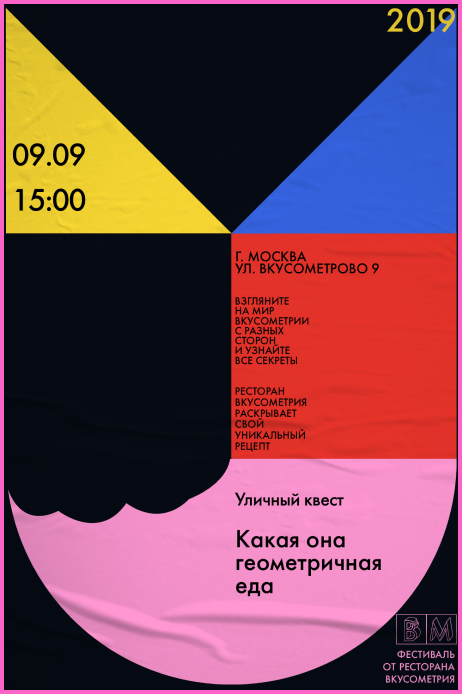 2019
09.09
15:00
Г. МОСКВА
УЛ. ВКУСОМЕТРОВО 9
ВЗГЛЯНИТЕ
НА МИР
ВКУСОМЕТРИИ
С РАЗНЫХ
СТОРОН
И УЗНАЙТЕ
ВСЕ СЕКРЕТЫ
РЕСТОРАН
ВКУСОМЕТРИЯ
РАСКРЫВАЕТ
СВОЙ
УНИКАЛЬНЫЙ
РЕЦЕПТ
Уличный квест
Какая она
геометричная
еда
В М
ФЕСТИВАЛЬ
ОТ РЕСТОРАНА
ВКУСОМЕТРИЯ